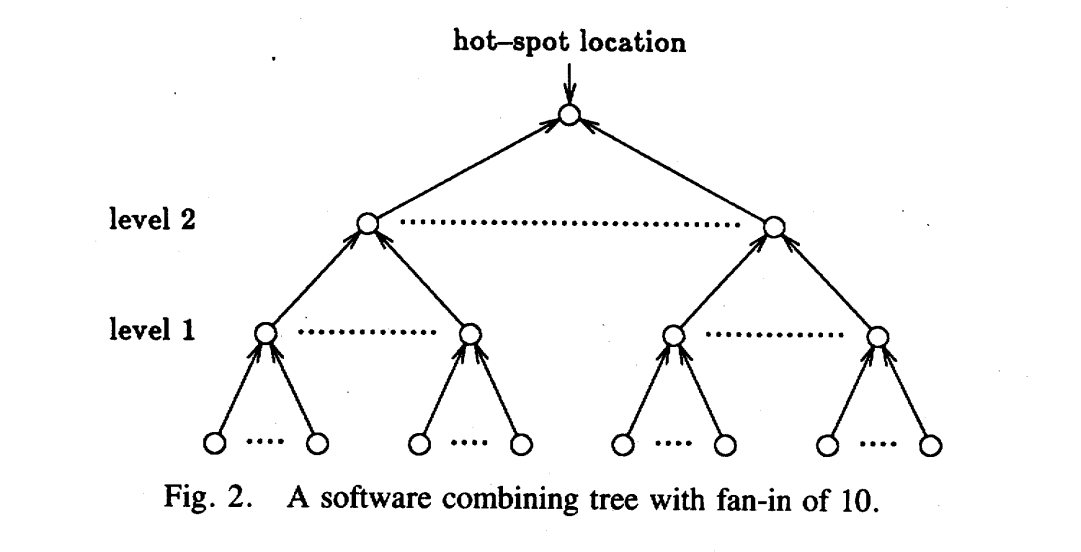 hot–spot location
level 2
level 1
Fig. 2. A software combining tree with fan-in of 10.